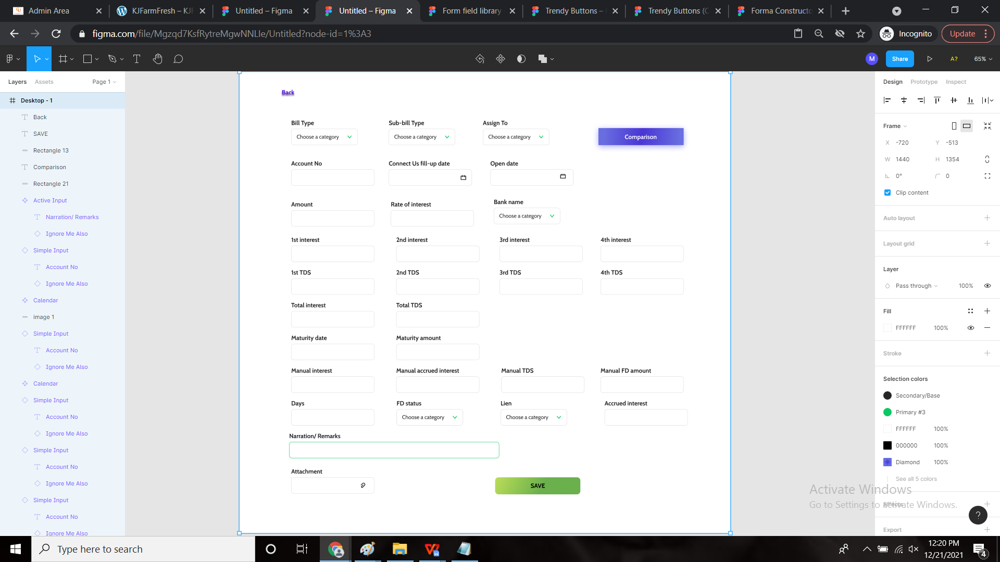 Admin Area
KJFarmFresh – KJF
Untitled – Figma
Untitled – Figma
Form field library
Trendy Buttons –
Trendy Buttons (C
Forma Constructo
figma.com/file/Mgzqd7KsfRytreMgwNNLIe/Untitled?node-id=1%3A3
Incognito
Update
M
Share
A?
65%
Layers
Assets
Page 1
Desktop - 1
Back
SAVE
Rectangle 13
Comparison
Rectangle 21
Active Input
Narration/ Remarks
Ignore Me Also
Simple Input
Account No
Ignore Me Also
Calendar
image 1
Simple Input
Account No
Ignore Me Also
Calendar
Simple Input
Account No
Ignore Me Also
Simple Input
Account No
Ignore Me Also
Simple Input
Account No
Ignore Me Also
Back
Bill Type
Sub-bill Type
Assign To
Choose a category
Choose a category
Choose a category
Comparison
Account No
Connect Us fill-up date
Open date
Amount
Rate of interest
Bank name
Choose a category
1st interest
2nd interest
3rd interest
4th interest
1st TDS
2nd TDS
3rd TDS
4th TDS
Total interest
Total TDS
Maturity date
Maturity amount
Manual interest
Manual accrued interest
Manual TDS
Manual FD amount
Days
FD status
Lien
Accrued interest
Choose a category
Choose a category
Narration/ Remarks
Attachment
SAVE
Design
Prototype
Inspect
Frame
X -720
Y -513
W 1440
H 1354
0°
0
Clip content
Auto layout
Layout grid
Layer
Pass through
100%
Fill
FFFFFF
100%
Stroke
Selection colors
Secondary/Base
Primary #3
FFFFFF 100%
000000 100%
Diamond 100%
See all 5 colors
Effects
Export
Activate Windows
Go to Settings to activate Windows.
?
Type here to search
12:20 PM
12/21/2021
4